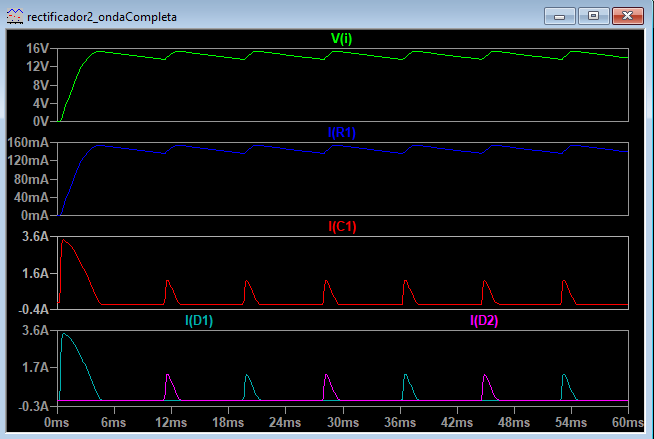 rectificador2_ondaCompleta
V(i)
16V
12V
8V
4V
0V
I(R1)
160mA
120mA
80mA
40mA
0mA
I(C1)
3.6A
1.6A
-0.4A
I(D1) I(D2)
3.6A
1.7A
-0.3A
0ms 6ms 12ms 18ms 24ms 30ms 36ms 42ms 48ms 54ms 60ms